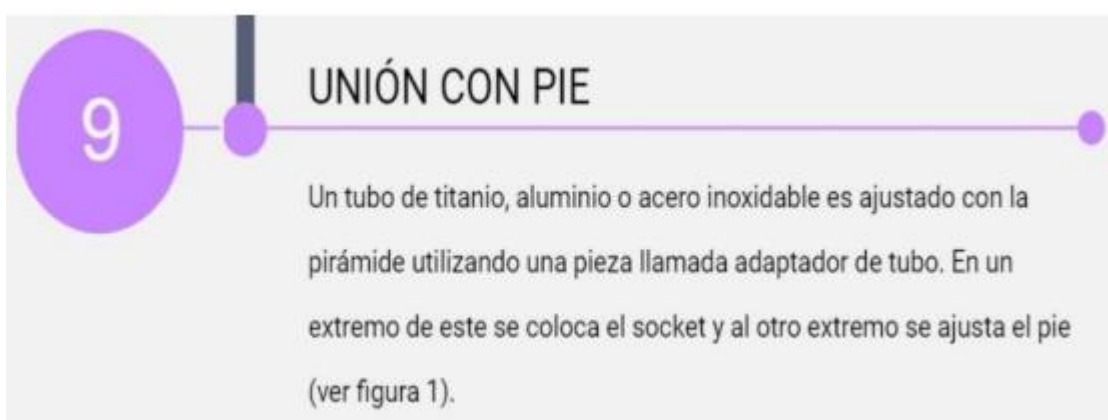 9
UNIÓN CON PIE
Un tubo de titanio, aluminio o acero inoxidable es ajustado con la
pirámide utilizando una pieza llamada adaptador de tubo. En un
extremo de este se coloca el socket y al otro extremo se ajusta el pie
(ver figura 1).